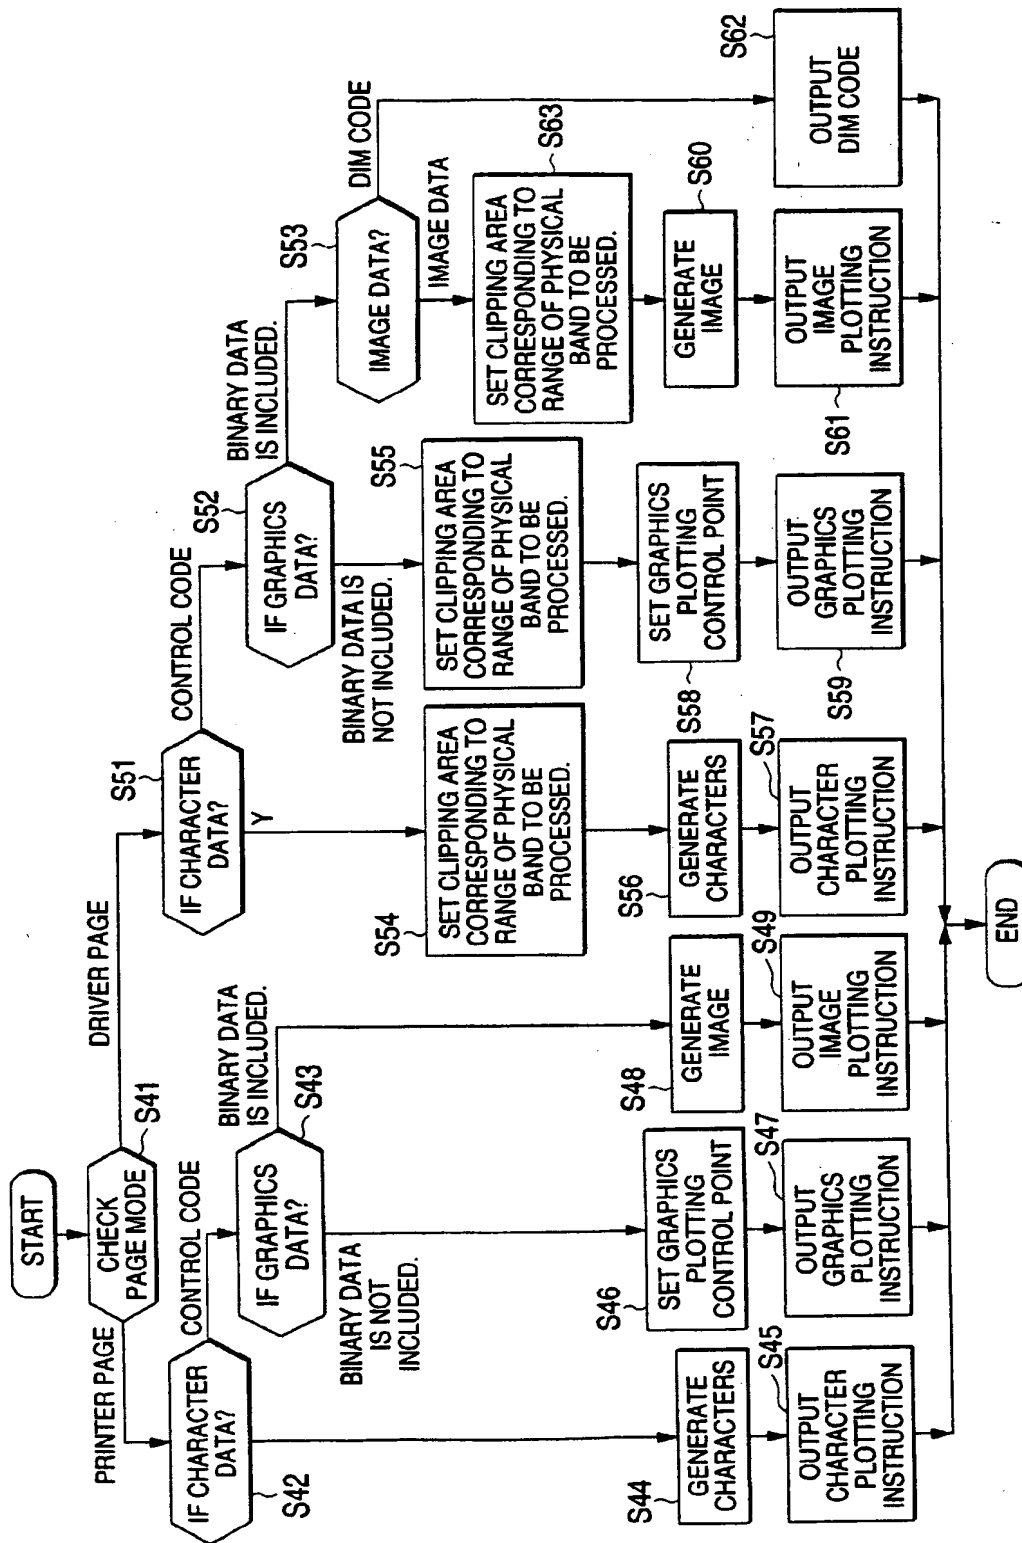 START
CHECK
PAGE MODE
S41
PRINTER PAGE
DRIVER PAGE
IF CHARACTER
DATA?
S42
CONTROL CODE
IF GRAPHICS
DATA?
S43
BINARY DATA
IS INCLUDED.
BINARY DATA
IS NOT
INCLUDED.
S44
GENERATE
CHARACTERS
S45
OUTPUT
CHARACTER
PLOTTING
INSTRUCTION
S46
SET GRAPHICS
PLOTTING
CONTROL POINT
S47
OUTPUT
GRAPHICS
PLOTTING
INSTRUCTION
S48
GENERATE
IMAGE
S49
OUTPUT
IMAGE
PLOTTING
INSTRUCTION
IF CHARACTER
DATA?
S51
Y
CONTROL CODE
S54
SET CLIPPING AREA
CORRESPONDING TO
RANGE OF PHYSICAL
BAND TO BE
PROCESSED.
S56
GENERATE
CHARACTERS
S57
OUTPUT
CHARACTER
PLOTTING
INSTRUCTION
IF GRAPHICS
DATA?
S52
BINARY DATA
IS INCLUDED.
BINARY DATA IS
NOT INCLUDED.
S55
SET CLIPPING AREA
CORRESPONDING TO
RANGE OF PHYSICAL
BAND TO BE
PROCESSED.
S58
SET GRAPHICS
PLOTTING
CONTROL POINT
S59
OUTPUT
GRAPHICS
PLOTTING
INSTRUCTION
IMAGE DATA?
S53
DIM CODE
IMAGE DATA
S63
SET CLIPPING AREA
CORRESPONDING TO
RANGE OF PHYSICAL
BAND TO BE
PROCESSED.
S60
GENERATE
IMAGE
S61
OUTPUT
IMAGE
PLOTTING
INSTRUCTION
S62
OUTPUT
DIM CODE
END